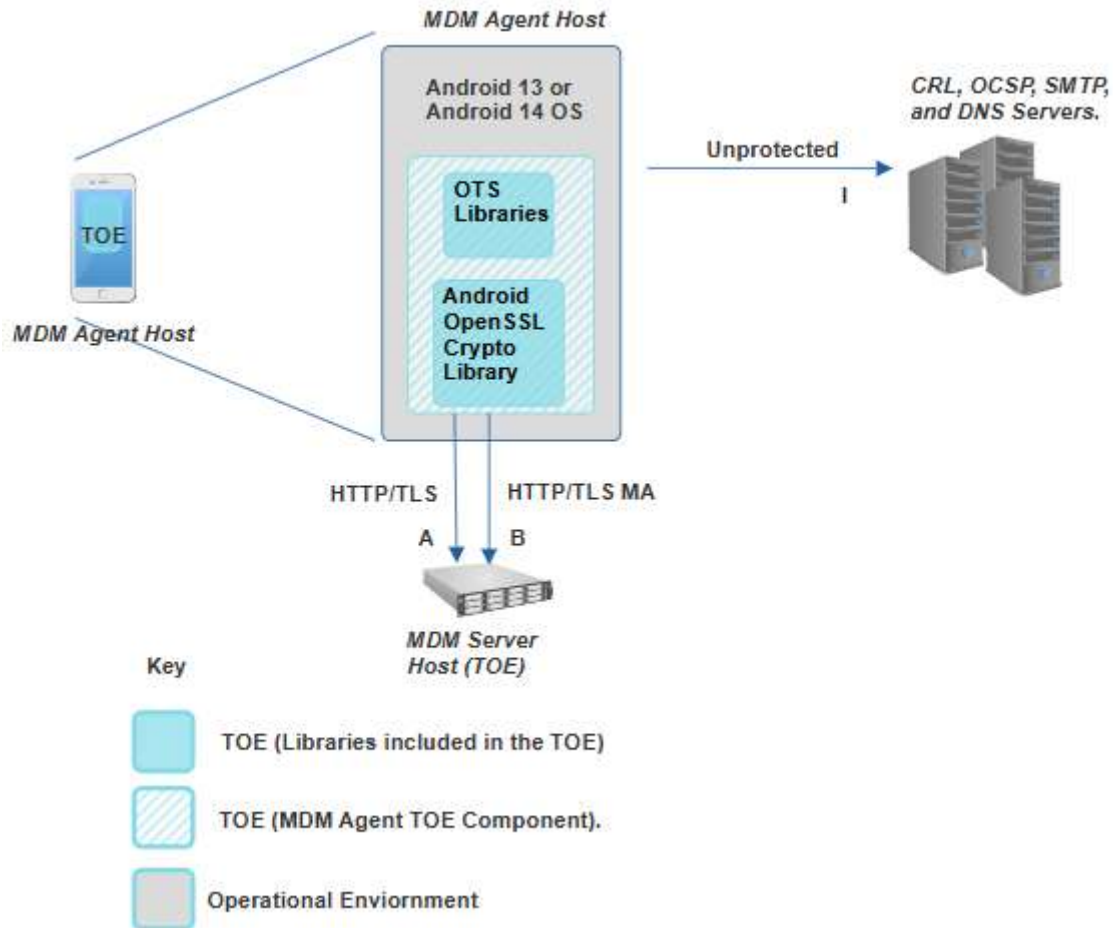 MDM Agent Host
Android 13 or
Android 14 OS
OTS
Libraries
Android
OpenSSL
Crypto
Library
TOE
MDM Agent Host
Unprotected
I
CRL, OCSP, SMTP,
and DNS Servers.
HTTP/TLS
HTTP/TLS MA
A
B
MDM Server
Host (TOE)
Key
TOE (Libraries included in the TOE)
TOE (MDM Agent TOE Component).
Operational Enviornment